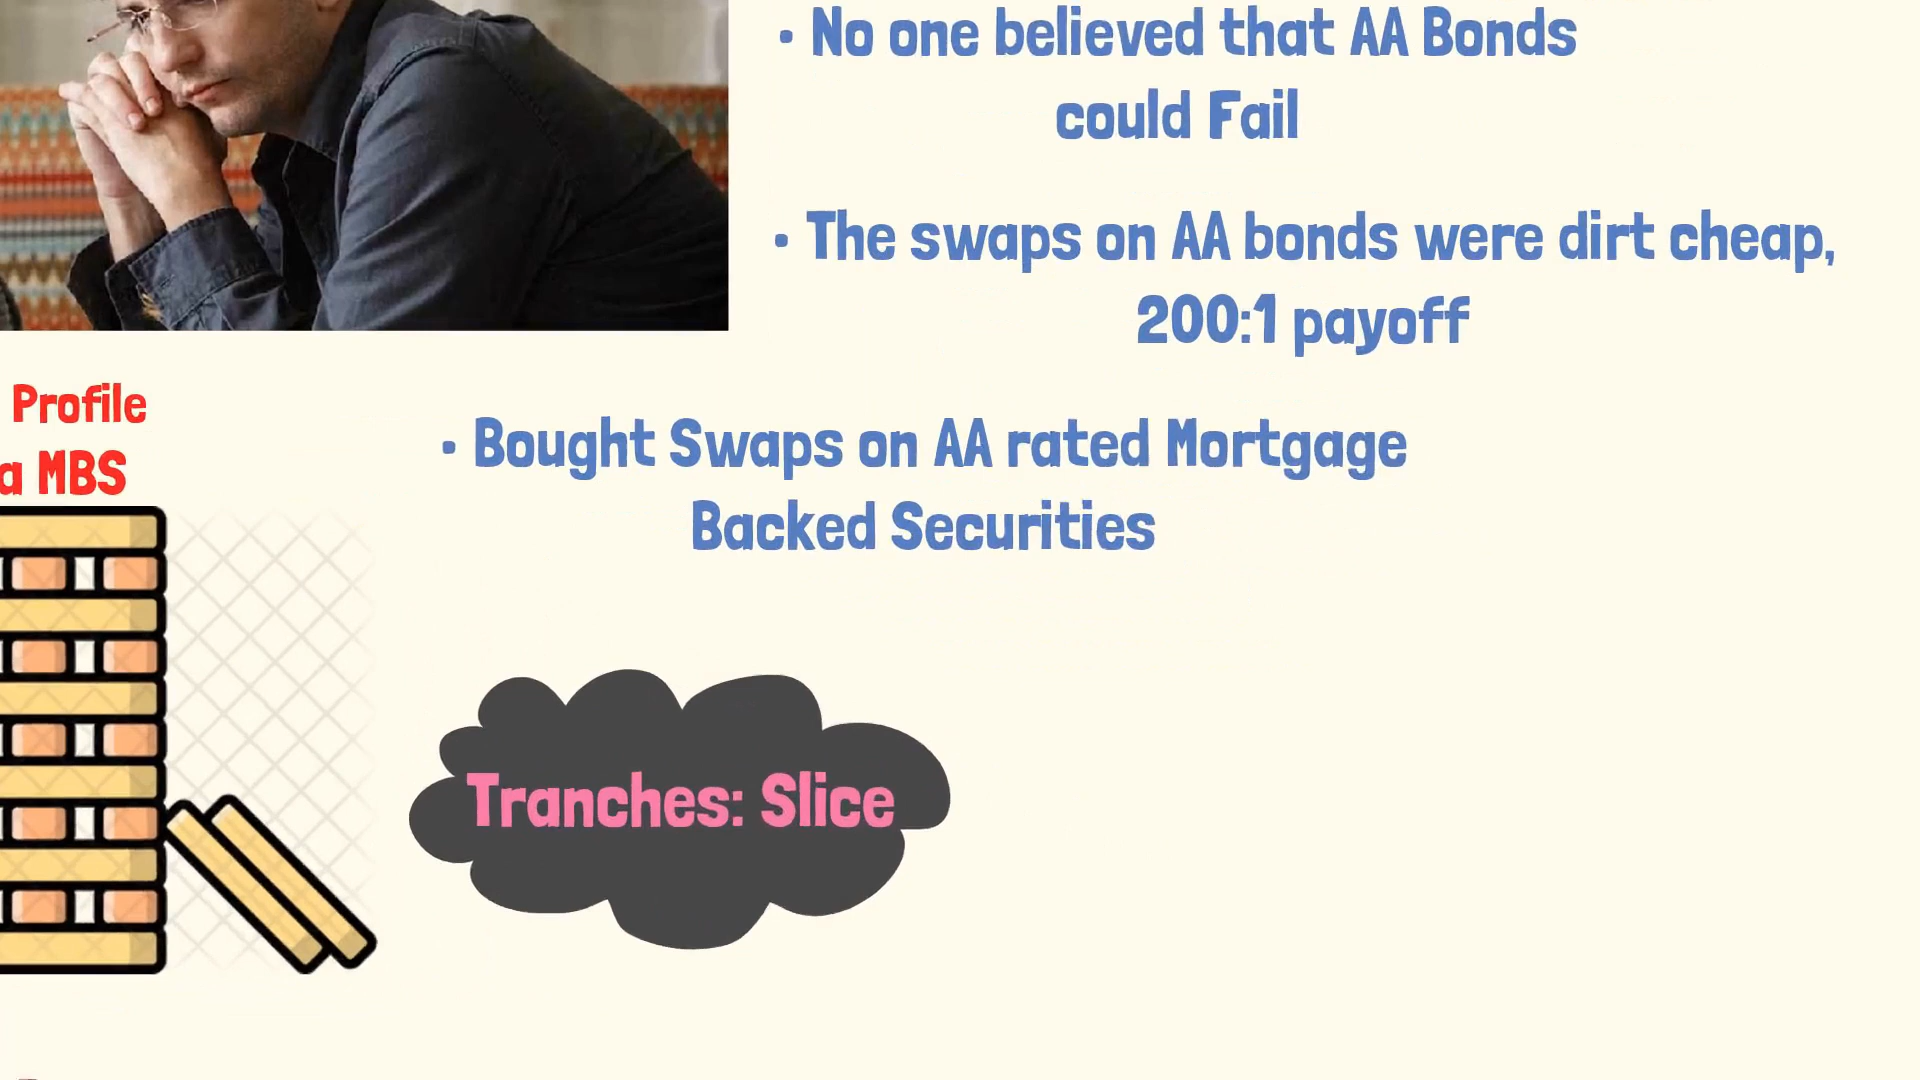 • No one believed that AA Bonds
could Fail
• The swaps on AA bonds were dirt cheap,
200:1 payoff
Profile
a MBS
• Bought Swaps on AA rated Mortgage
Backed Securities
Tranches: Slice